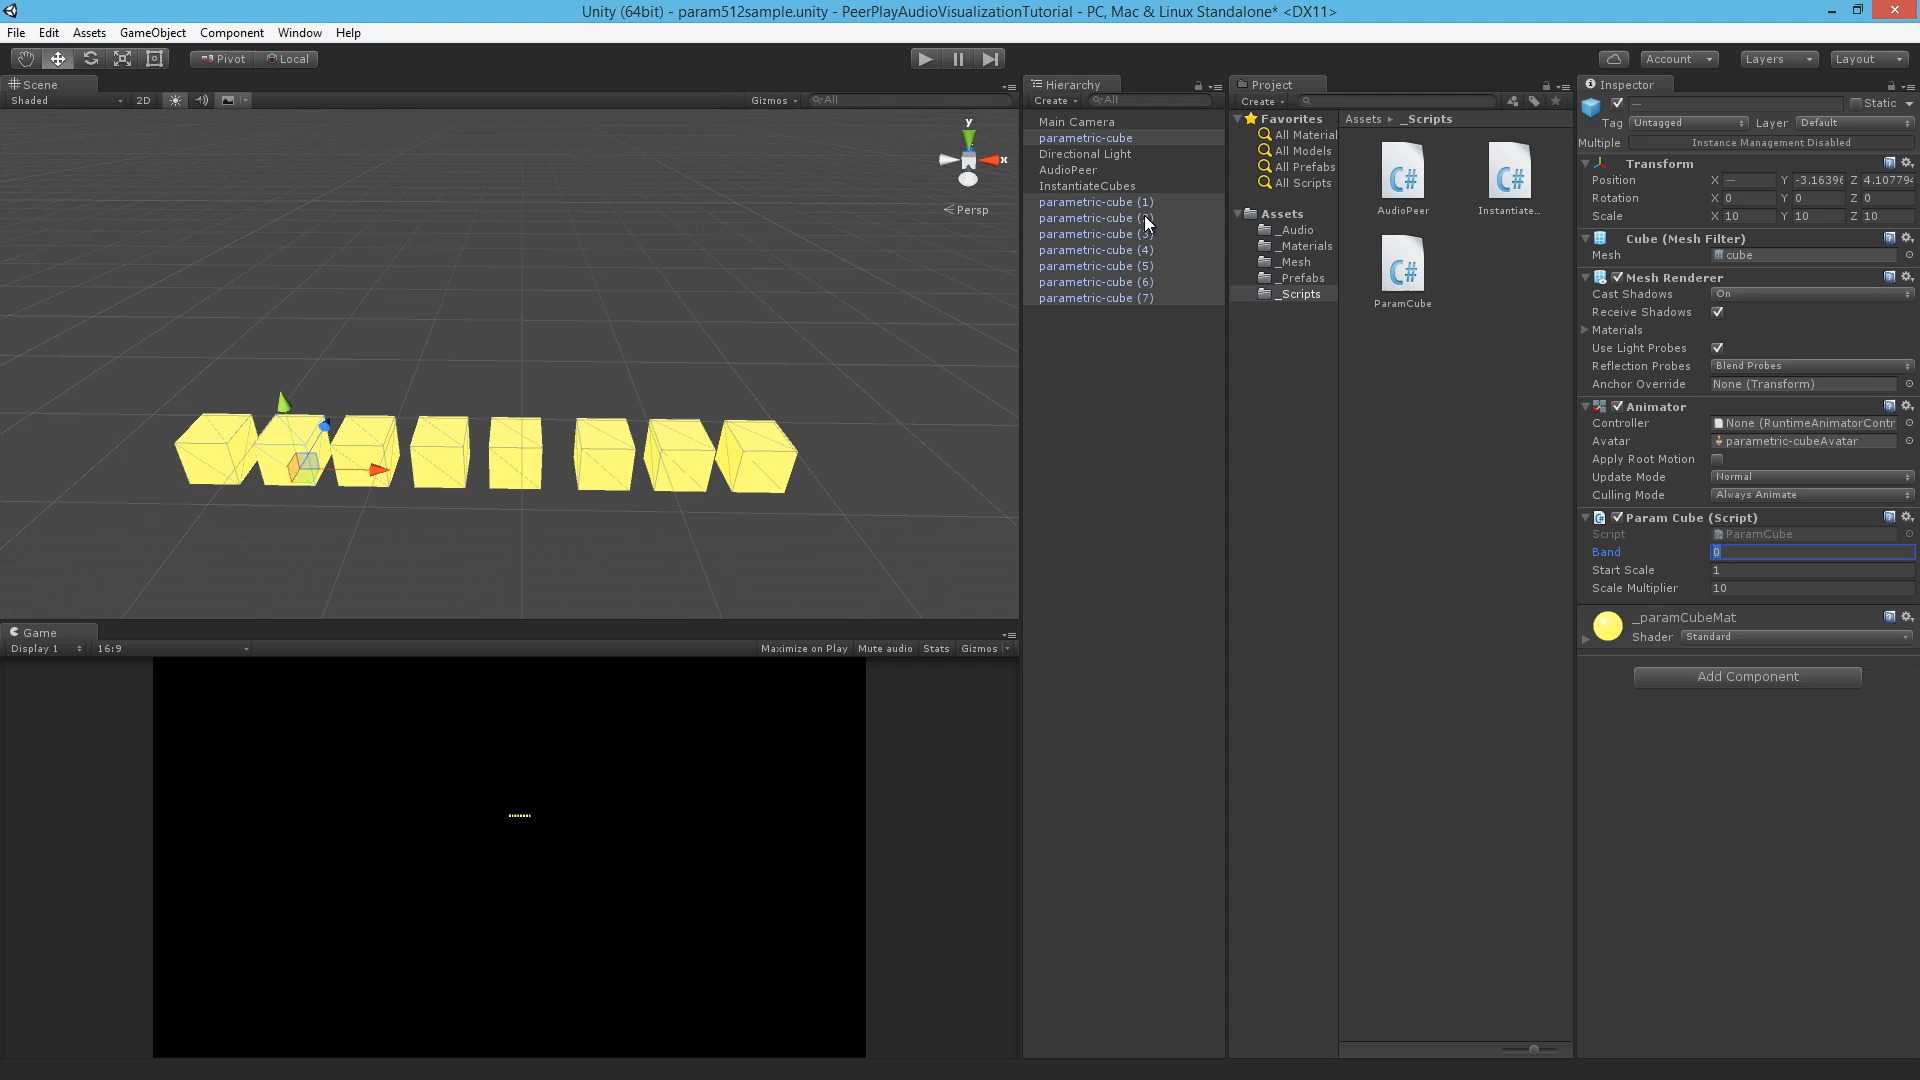 Unity (64bit) - param512sample.unity - PeerPlayAudioVisualizationTutorial - PC, Mac & Linux Standalone* <DX11>
File Edit Assets GameObject Component Window Help
Pivot Local Account Layers Layout
Scene
Shaded 2D Gizmos All
y
x
Persp
Game
Display 1 16:9 Maximize on Play Mute audio Stats Gizmos
Hierarchy
Create All
Main Camera
parametric-cube
Directional Light
AudioPeer
InstantiateCubes
parametric-cube (1)
parametric-cube
parametric-cube (3)
parametric-cube (4)
parametric-cube (5)
parametric-cube (6)
parametric-cube (7)
Project
Create
Favorites
All Material
All Models
All Prefabs
All Scripts
Assets
_Audio
_Materials
_Mesh
_Prefabs
_Scripts
Assets ▸ _Scripts
C#
AudioPeer
C#
Instantiate...
C#
ParamCube
Inspector
— Static
Tag Untagged Layer Default
Multiple Instance Management Disabled
Transform
Position X — Y -3.16396 Z 4.107794
Rotation X 0 Y 0 Z 0
Scale X 10 Y 10 Z 10
Cube (Mesh Filter)
Mesh cube
Mesh Renderer
Cast Shadows On
Receive Shadows
Materials
Use Light Probes
Reflection Probes Blend Probes
Anchor Override None (Transform)
Animator
Controller None (RuntimeAnimatorContr
Avatar parametric-cubeAvatar
Apply Root Motion
Update Mode Normal
Culling Mode Always Animate
Param Cube (Script)
Script ParamCube
Band 0
Start Scale 1
Scale Multiplier 10
_paramCubeMat
Shader Standard
Add Component